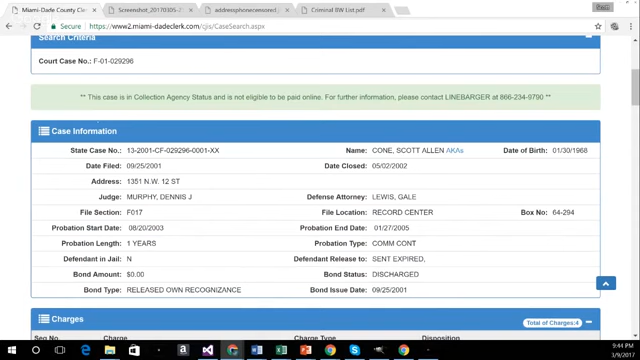 Miami-Dade County Cler
Screenshot_20170305-2
addressiphonecensored.p
Criminal BW List.pdf
Secure
https://www2.miami-dadeclerk.com/cjis/CaseSearch.aspx
Search Criteria
Court Case No.: F-01-029296
** This case is in Collection Agency Status and is not eligible to be paid online. For further information, please contact LINEBARGER at 866-234-9790 **
Case Information
State Case No.: 13-2001-CF-029296-0001-XX Name: CONE, SCOTT ALLEN AKAs Date of Birth: 01/30/1968
Date Filed: 09/25/2001 Date Closed: 05/02/2002
Address: 1351 N.W. 12 ST
Judge: MURPHY, DENNIS J Defense Attorney: LEWIS, GALE
File Section: F017 File Location: RECORD CENTER Box No: 64-294
Probation Start Date: 08/20/2003 Probation End Date: 01/27/2005
Probation Length: 1 YEARS Probation Type: COMM CONT
Defendant in Jail: N Defendant Release to: SENT EXPIRED,
Bond Amount: $0.00 Bond Status: DISCHARGED
Bond Type: RELEASED OWN RECOGNIZANCE Bond Issue Date: 09/25/2001
Charges
Total of Charges:4
Seq No. Charge Charge Type Disposition
9:44 PM
3/9/2017